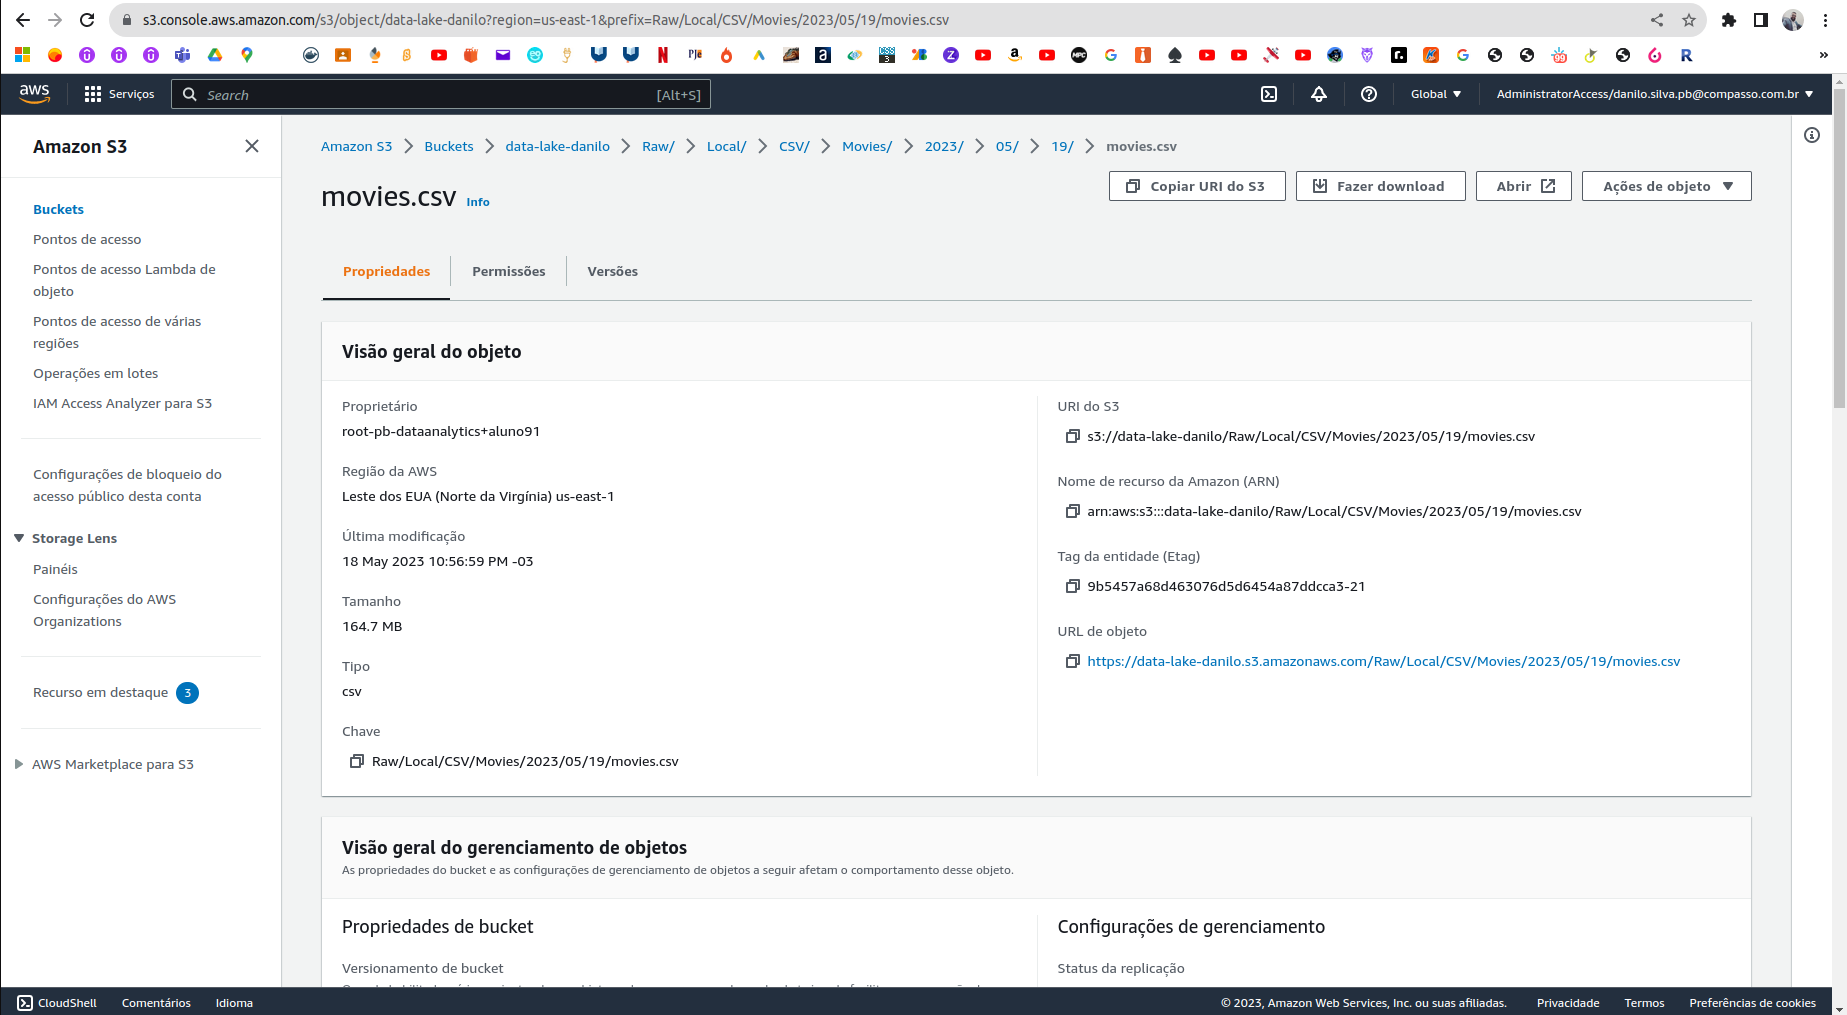 s3.console.aws.amazon.com/s3/object/data-lake-danilo?region=us-east-1&prefix=Raw/Local/CSV/Movies/2023/05/19/movies.csv
aws Serviços Search [Alt+S] Global AdministratorAccess/danilo.silva.pb@compasso.com.br
Amazon S3
Buckets
Pontos de acesso
Pontos de acesso Lambda de
objeto
Pontos de acesso de várias
regiões
Operações em lotes
IAM Access Analyzer para S3
Configurações de bloqueio do
acesso público desta conta
Storage Lens
Painéis
Configurações do AWS
Organizations
Recurso em destaque 3
AWS Marketplace para S3
Amazon S3 Buckets data-lake-danilo Raw/ Local/ CSV/ Movies/ 2023/ 05/ 19/ movies.csv
movies.csv Info
Copiar URI do S3 Fazer download Abrir Ações de objeto
Propriedades Permissões Versões
Visão geral do objeto
Proprietário
root-pb-dataanalytics+aluno91
Região da AWS
Leste dos EUA (Norte da Virgínia) us-east-1
Última modificação
18 May 2023 10:56:59 PM -03
Tamanho
164.7 MB
Tipo
csv
Chave
Raw/Local/CSV/Movies/2023/05/19/movies.csv
URI do S3
s3://data-lake-danilo/Raw/Local/CSV/Movies/2023/05/19/movies.csv
Nome de recurso da Amazon (ARN)
arn:aws:s3:::data-lake-danilo/Raw/Local/CSV/Movies/2023/05/19/movies.csv
Tag da entidade (Etag)
9b5457a68d463076d5d6454a87ddcca3-21
URL de objeto
https://data-lake-danilo.s3.amazonaws.com/Raw/Local/CSV/Movies/2023/05/19/movies.csv
Visão geral do gerenciamento de objetos
As propriedades do bucket e as configurações de gerenciamento de objetos a seguir afetam o comportamento desse objeto.
Propriedades de bucket
Versionamento de bucket
Configurações de gerenciamento
Status da replicação
CloudShell Comentários Idioma © 2023, Amazon Web Services, Inc. ou suas afiliadas. Privacidade Termos Preferências de cookies